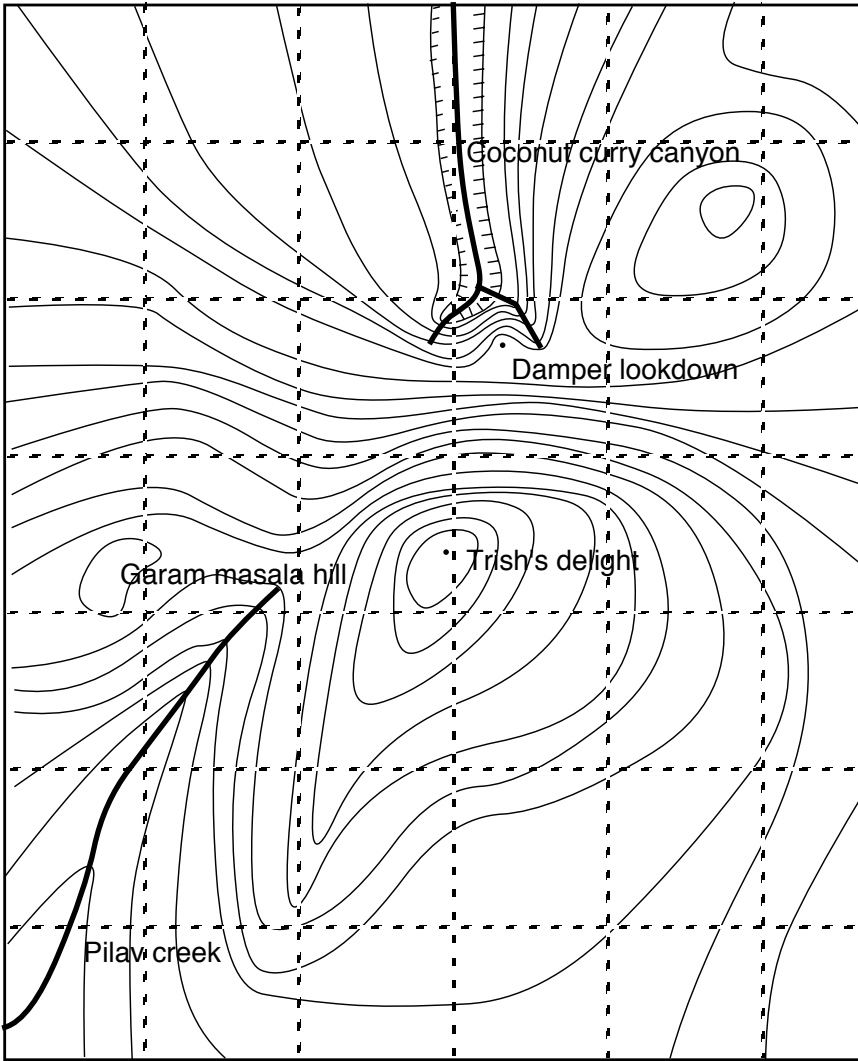 Coconut curry canyon
Damper lookdown
Trish's delight
Garam masala hill
Pilav creek